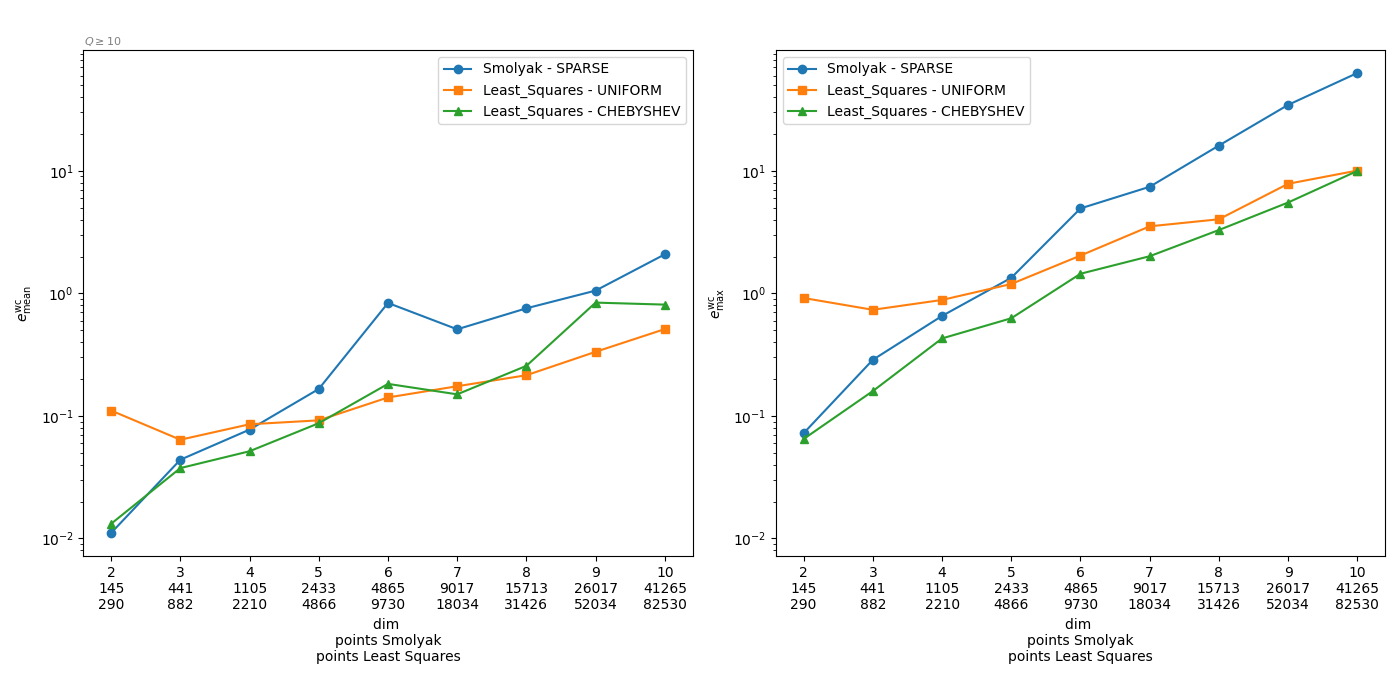 Q ≥ 10
Smolyak - SPARSE
Least_Squares - UNIFORM
Least_Squares - CHEBYSHEV
10¹
10⁰
10⁻¹
10⁻²
e^wc_mean
2 3 4 5 6 7 8 9 10
145 441 1105 2433 4865 9017 15713 26017 41265
290 882 2210 4866 9730 18034 31426 52034 82530
dim
points Smolyak
points Least Squares
Smolyak - SPARSE
Least_Squares - UNIFORM
Least_Squares - CHEBYSHEV
10¹
10⁰
10⁻¹
10⁻²
e^wc_max
2 3 4 5 6 7 8 9 10
145 441 1105 2433 4865 9017 15713 26017 41265
290 882 2210 4866 9730 18034 31426 52034 82530
dim
points Smolyak
points Least Squares